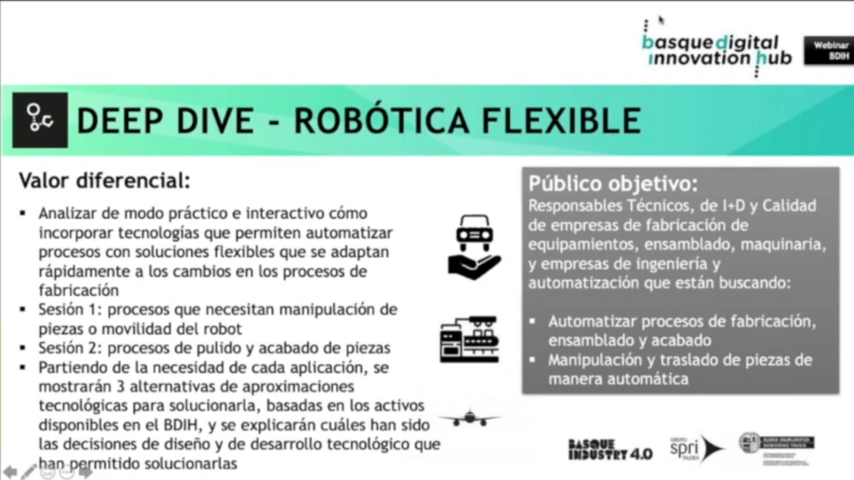 basque digital
innovation hub
Webinar
BDIH
DEEP DIVE - ROBÓTICA FLEXIBLE
Valor diferencial:
▪ Analizar de modo práctico e interactivo cómo
incorporar tecnologías que permiten automatizar
procesos con soluciones flexibles que se adaptan
rápidamente a los cambios en los procesos de
fabricación
▪ Sesión 1: procesos que necesitan manipulación de
piezas o movilidad del robot
▪ Sesión 2: procesos de pulido y acabado de piezas
▪ Partiendo de la necesidad de cada aplicación, se
mostrarán 3 alternativas de aproximaciones
tecnológicas para solucionarla, basadas en los activos
disponibles en el BDIH, y se explicarán cuáles han sido
las decisiones de diseño y de desarrollo tecnológico que
han permitido solucionarlas
Público objetivo:
Responsables Técnicos, de I+D y Calidad
de empresas de fabricación de
equipamientos, ensamblado, maquinaria,
y empresas de ingeniería y
automatización que están buscando:
▪ Automatizar procesos de fabricación,
ensamblado y acabado
▪ Manipulación y traslado de piezas de
manera automática
BASQUE
INDUSTRY 4.0
GRUPO
spri
TALDEA
EUSKO JAURLARITZA
GOBIERNO VASCO